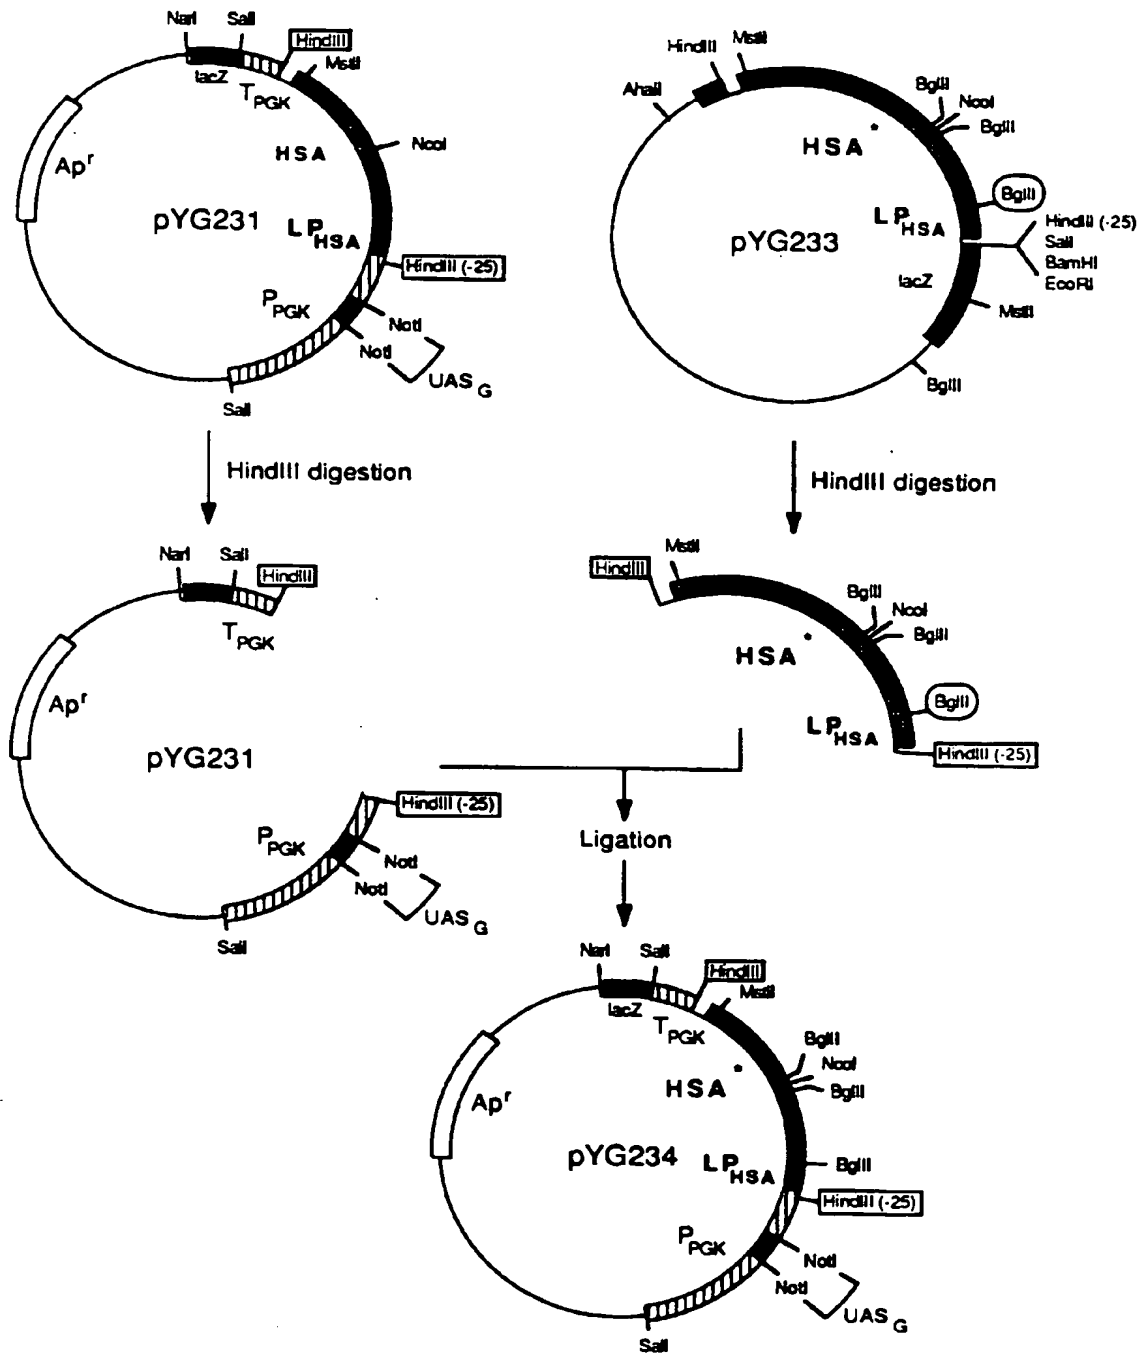 NarI SalI HindIII
MstII
lacZ
T PGK
Ap r
HSA
NcoI
pYG231
LP HSA
HindIII (-25)
P PGK
NotI
NotI
UAS G
SalI
HindIII digestion
HindIII MstII
AhaII
BglII
NcoI
BglII
HSA *
BglII
pYG233
LP HSA
HindIII (-25)
SalI
BamHI
EcoRI
lacZ
MstII
BglII
HindIII digestion
NarI SalI HindIII
T PGK
Ap r
pYG231
HindIII (-25)
P PGK
NotI
NotI
UAS G
SalI
HindIII MstII
BglII
NcoI
BglII
HSA *
BglII
LP HSA
HindIII (-25)
Ligation
NarI SalI HindIII
MstII
lacZ
T PGK
BglII
NcoI
BglII
HSA *
Ap r
pYG234
LP HSA
BglII
HindIII (-25)
P PGK
NotI
NotI
UAS G
SalI